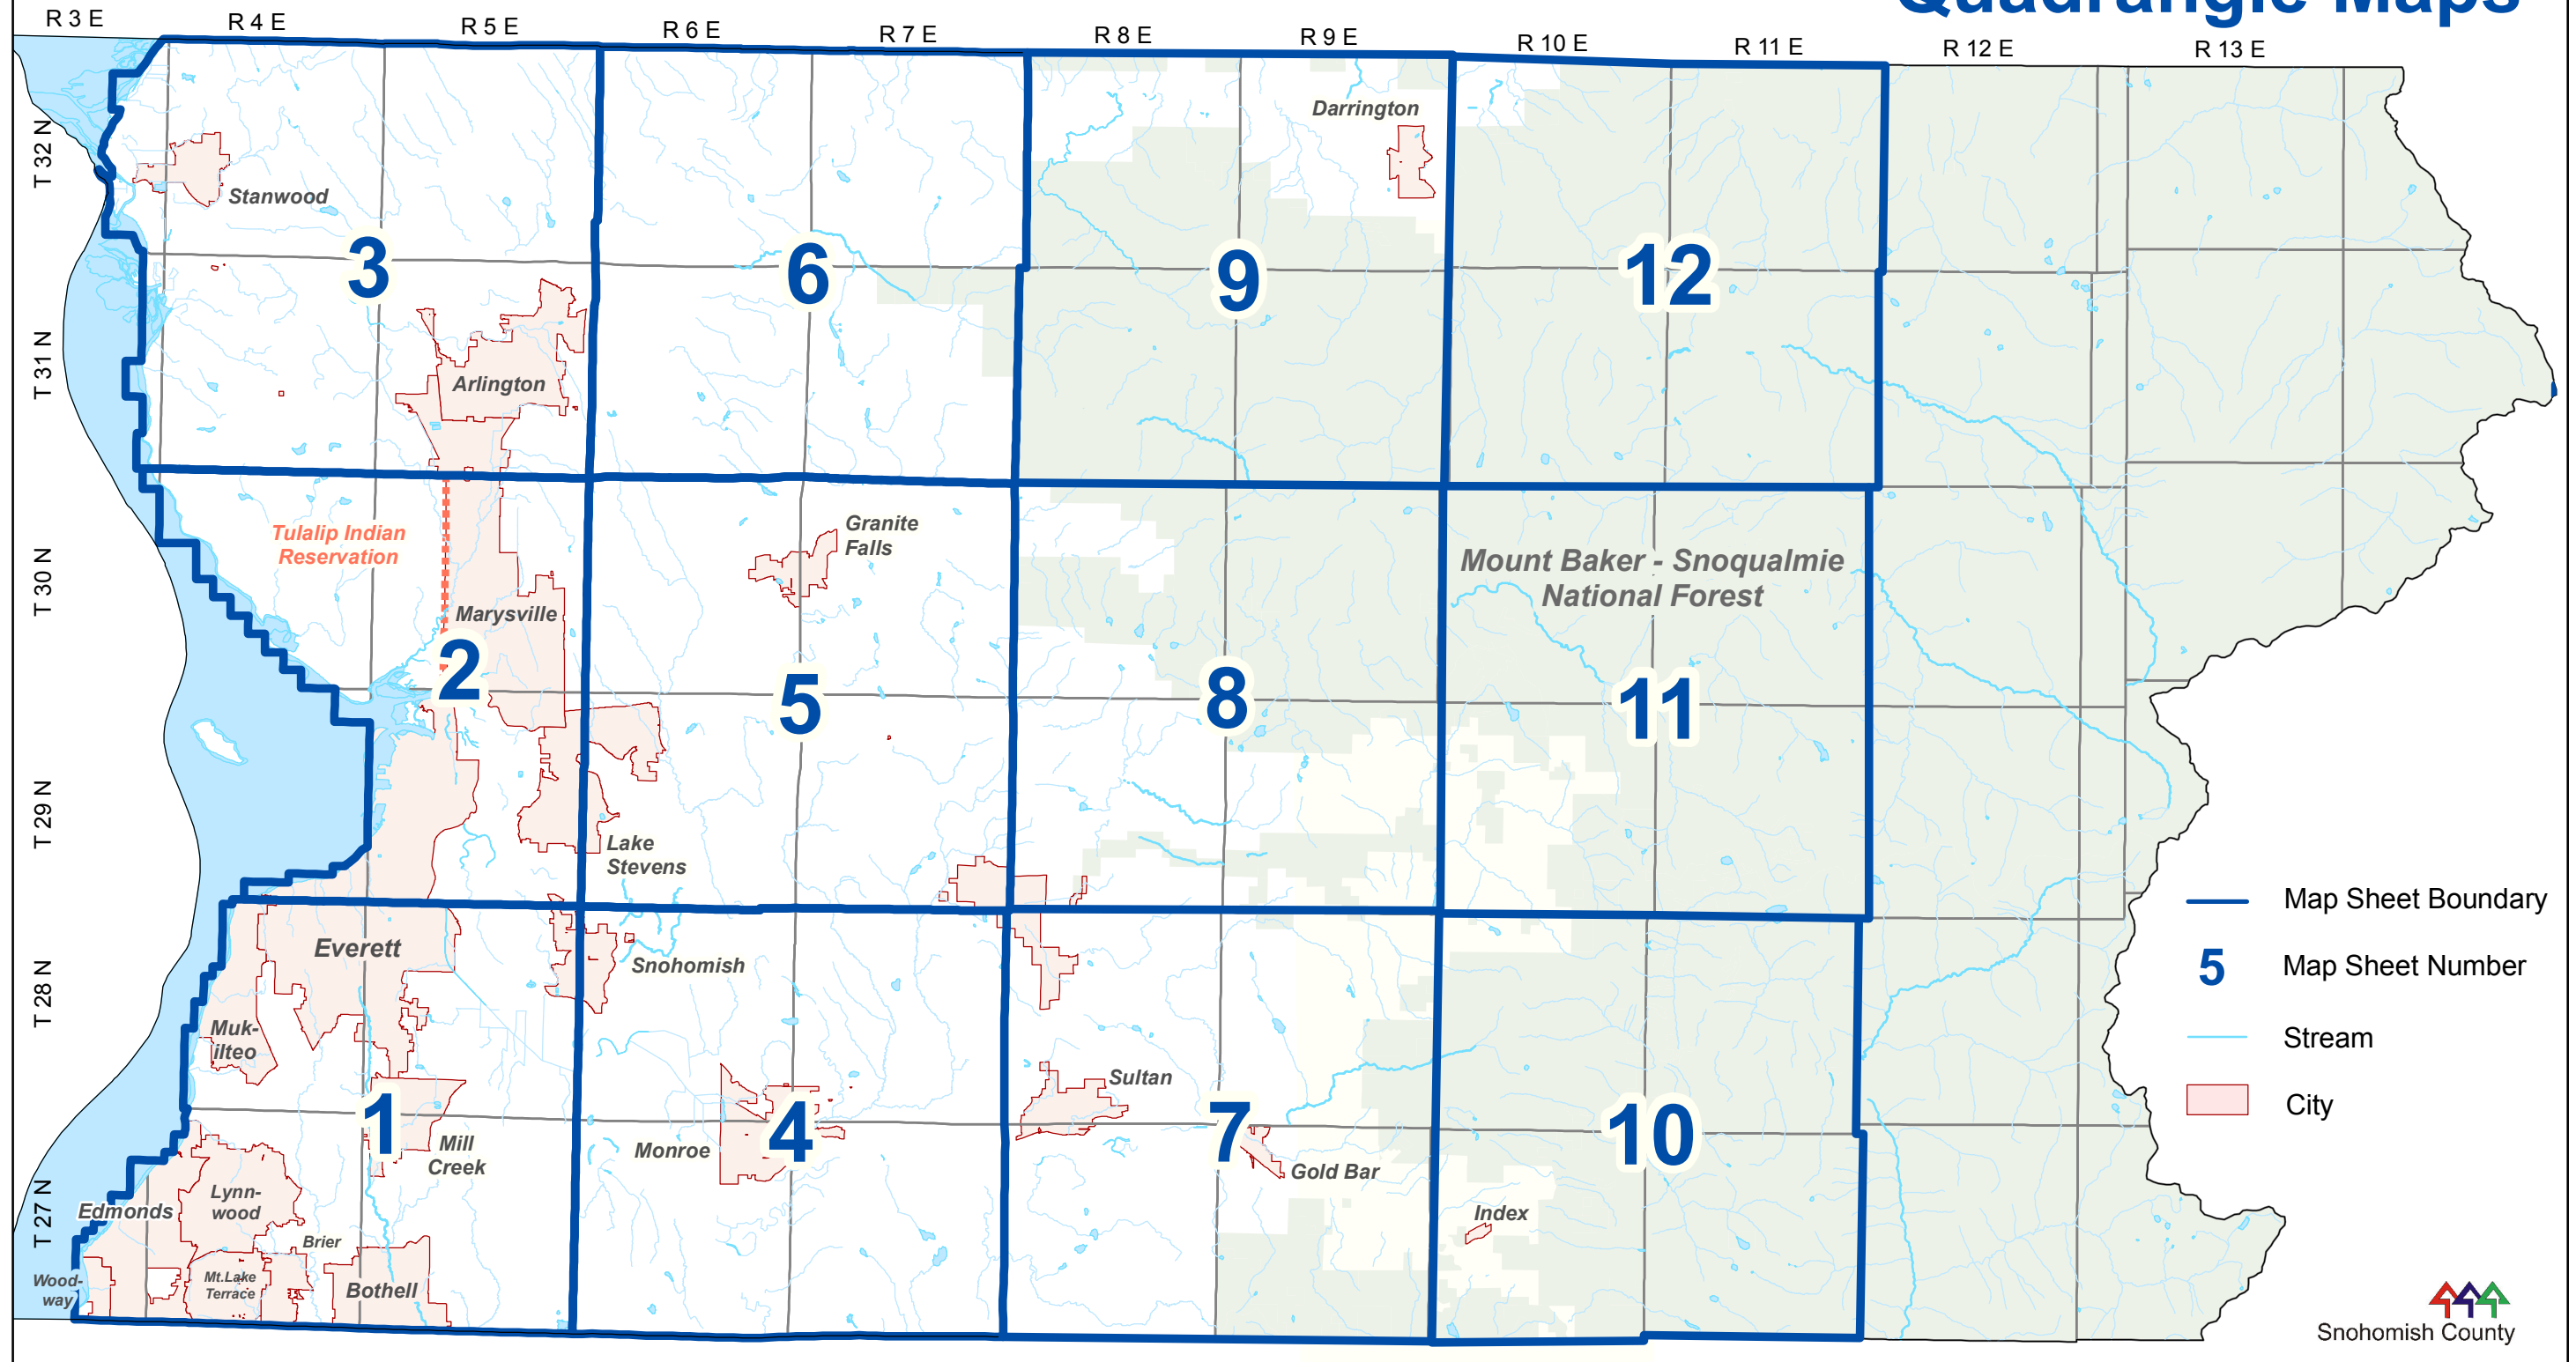 Quadrangle Maps
R 3 E
R 4 E
R 5 E
R 6 E
R 7 E
R 8 E
R 9 E
R 10 E
R 11 E
R 12 E
R 13 E
T 32 N
Darrington
Stanwood
3
6
9
12
T 31 N
Arlington
Tulalip Indian
Reservation
Granite
Falls
Mount Baker - Snoqualmie
National Forest
T 30 N
Marysville
2
5
8
11
T 29 N
Lake
Stevens
Everett
Snohomish
T 28 N
Muk-
ilteo
Sultan
1
4
7
10
Mill
Creek
Monroe
Gold Bar
T 27 N
Edmonds
Lynn-
wood
Index
Brier
Wood-
way
Mt.Lake
Terrace
Bothell
Map Sheet Boundary
5
Map Sheet Number
Stream
City
Snohomish County